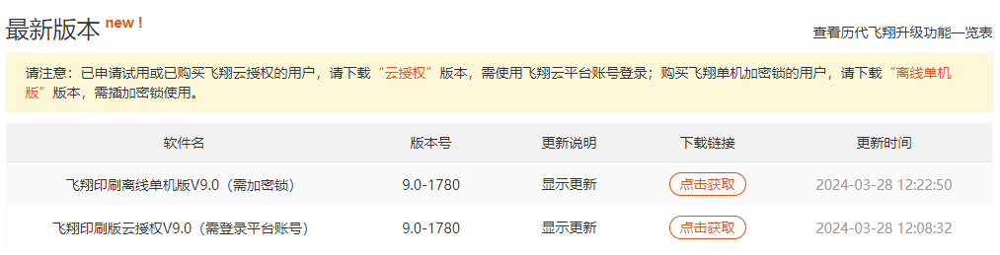 最新版本 new！
查看历代飞翔升级功能一览表
请注意：已申请试用或已购买飞翔云授权的用户，请下载“云授权”版本，需使用飞翔云平台账号登录；购买飞翔单机加密锁的用户，请下载“离线单机
版”版本，需插加密锁使用。
软件名 版本号 更新说明 下载链接 更新时间
飞翔印刷离线单机版V9.0（需加密锁） 9.0-1780 显示更新 点击获取 2024-03-28 12:22:50
飞翔印刷版云授权V9.0（需登录平台账号） 9.0-1780 显示更新 点击获取 2024-03-28 12:08:32